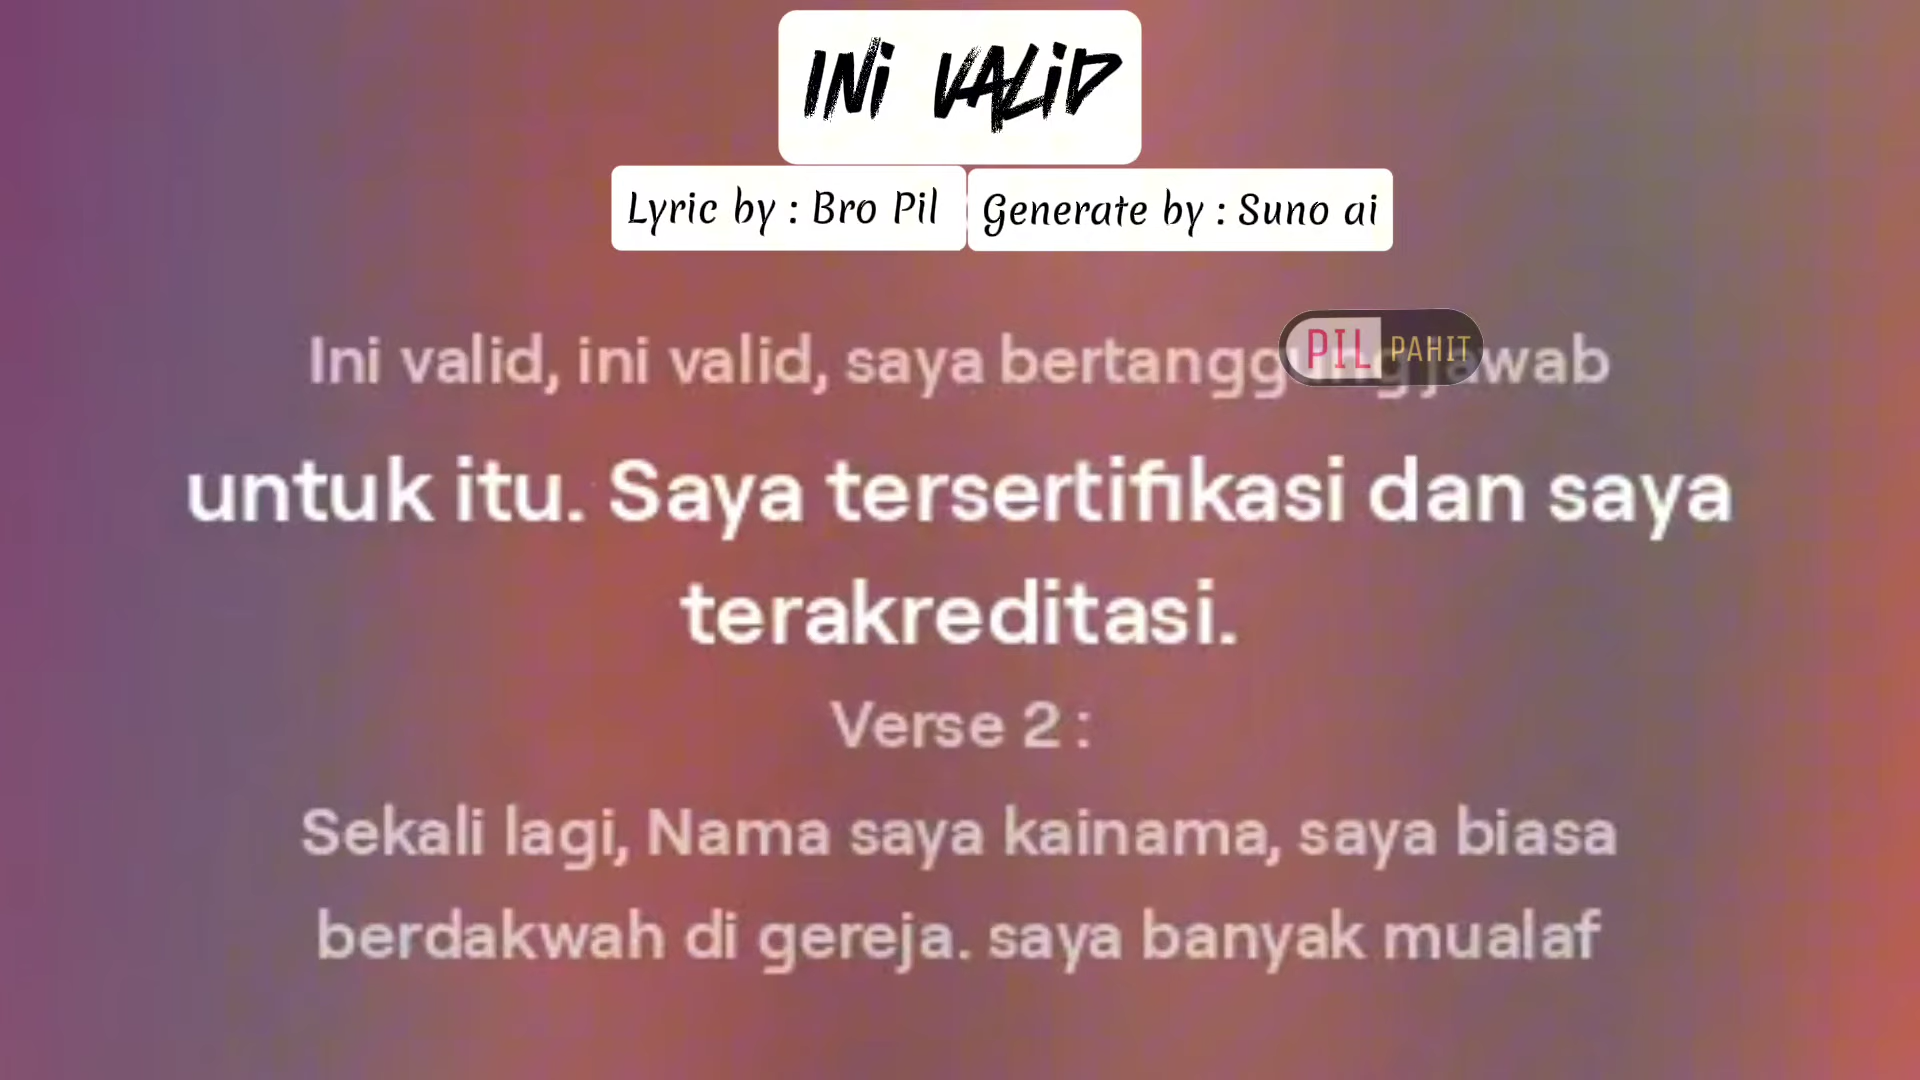 INi VALiD
Lyric by : Bro Pil
Generate by : Suno ai
PIL PAHIT
Ini valid, ini valid, saya bertanggung jawab
untuk itu. Saya tersertifikasi dan saya
terakreditasi.
Verse 2 :
Sekali lagi, Nama saya kainama, saya biasa
berdakwah di gereja. saya banyak mualaf